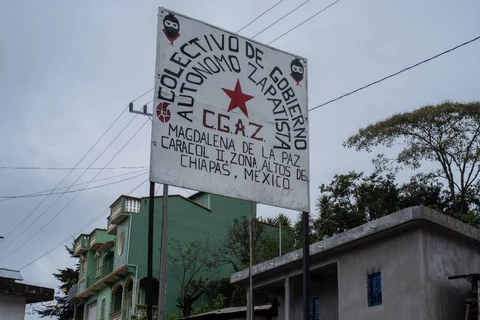 COLECTIVO DE GOBIERNO
AUTONOMO ZAPATISTA
C.G.A.Z
MAGDALENA DE LA PAZ
CARACOL II, ZONA ALTOS DE
CHIAPAS, MEXICO.